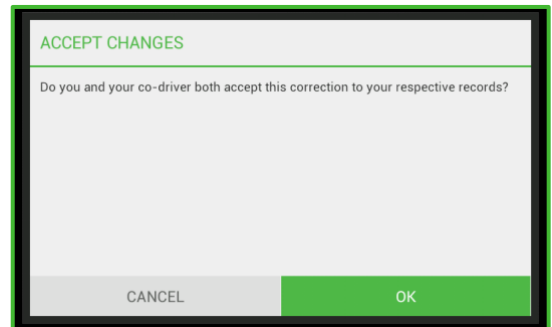 ACCEPT CHANGES
Do you and your co-driver both accept this correction to your respective records?
CANCEL
OK